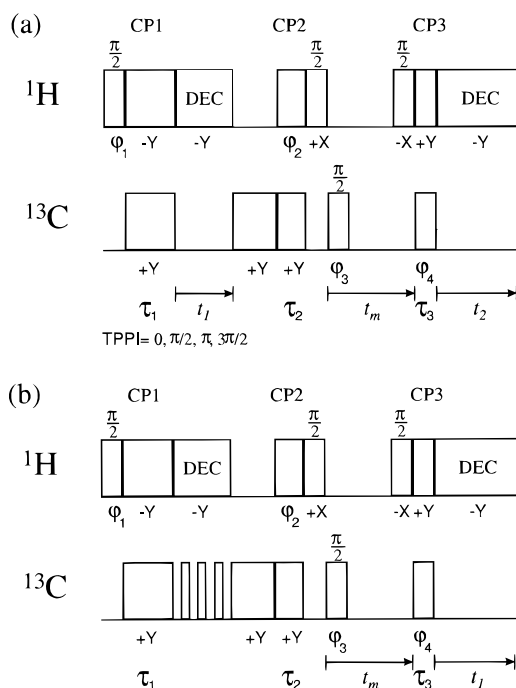 (a)
CP1 CP2 CP3
π/2 π/2 π/2
¹H DEC DEC
φ₁ -Y -Y φ₂ +X -X +Y -Y
π/2
¹³C
+Y +Y +Y φ₃ φ₄
τ₁ t₁ τ₂ tₘ τ₃ t₂
TPPI= 0, π/2, π, 3π/2
(b)
CP1 CP2 CP3
π/2 π/2 π/2
¹H DEC DEC
φ₁ -Y -Y φ₂ +X -X +Y -Y
π/2
¹³C
+Y +Y +Y φ₃ φ₄
τ₁ τ₂ tₘ τ₃ t₁